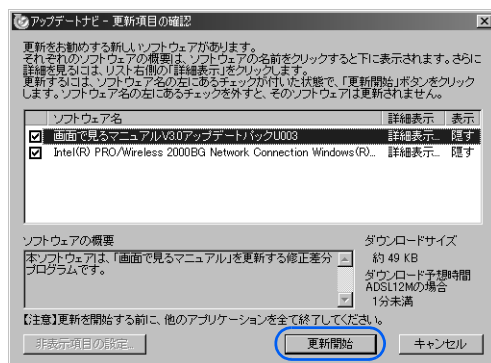 アップデートナビ - 更新項目の確認
更新をお勧めする新しいソフトウェアがあります。
それぞれのソフトウェアの概要は、ソフトウェアの名前をクリックすると下に表示されます。さらに
詳細を見るには、リスト右側の「詳細表示」をクリックします。
更新するには、ソフトウェア名の左にあるチェックが付いた状態で、「更新開始」ボタンをクリック
します。ソフトウェア名の左にあるチェックを外すと、そのソフトウェアは更新されません。
ソフトウェア名 詳細表示 表示
画面で見るマニュアルV3.0アップデートパックU003 詳細表示... 隠す
Intel(R) PRO/Wireless 2000BG Network Connection Windows(R)... 詳細表示... 隠す
ソフトウェアの概要
本ソフトウェアは、「画面で見るマニュアル」を更新する修正差分
プログラムです。
ダウンロードサイズ
約 49 KB
ダウンロード予想時間
ADSL12Mの場合
1分未満
【注意】更新を開始する前に、他のアプリケーションを全て終了してください。
非表示項目の設定... 更新開始 キャンセル